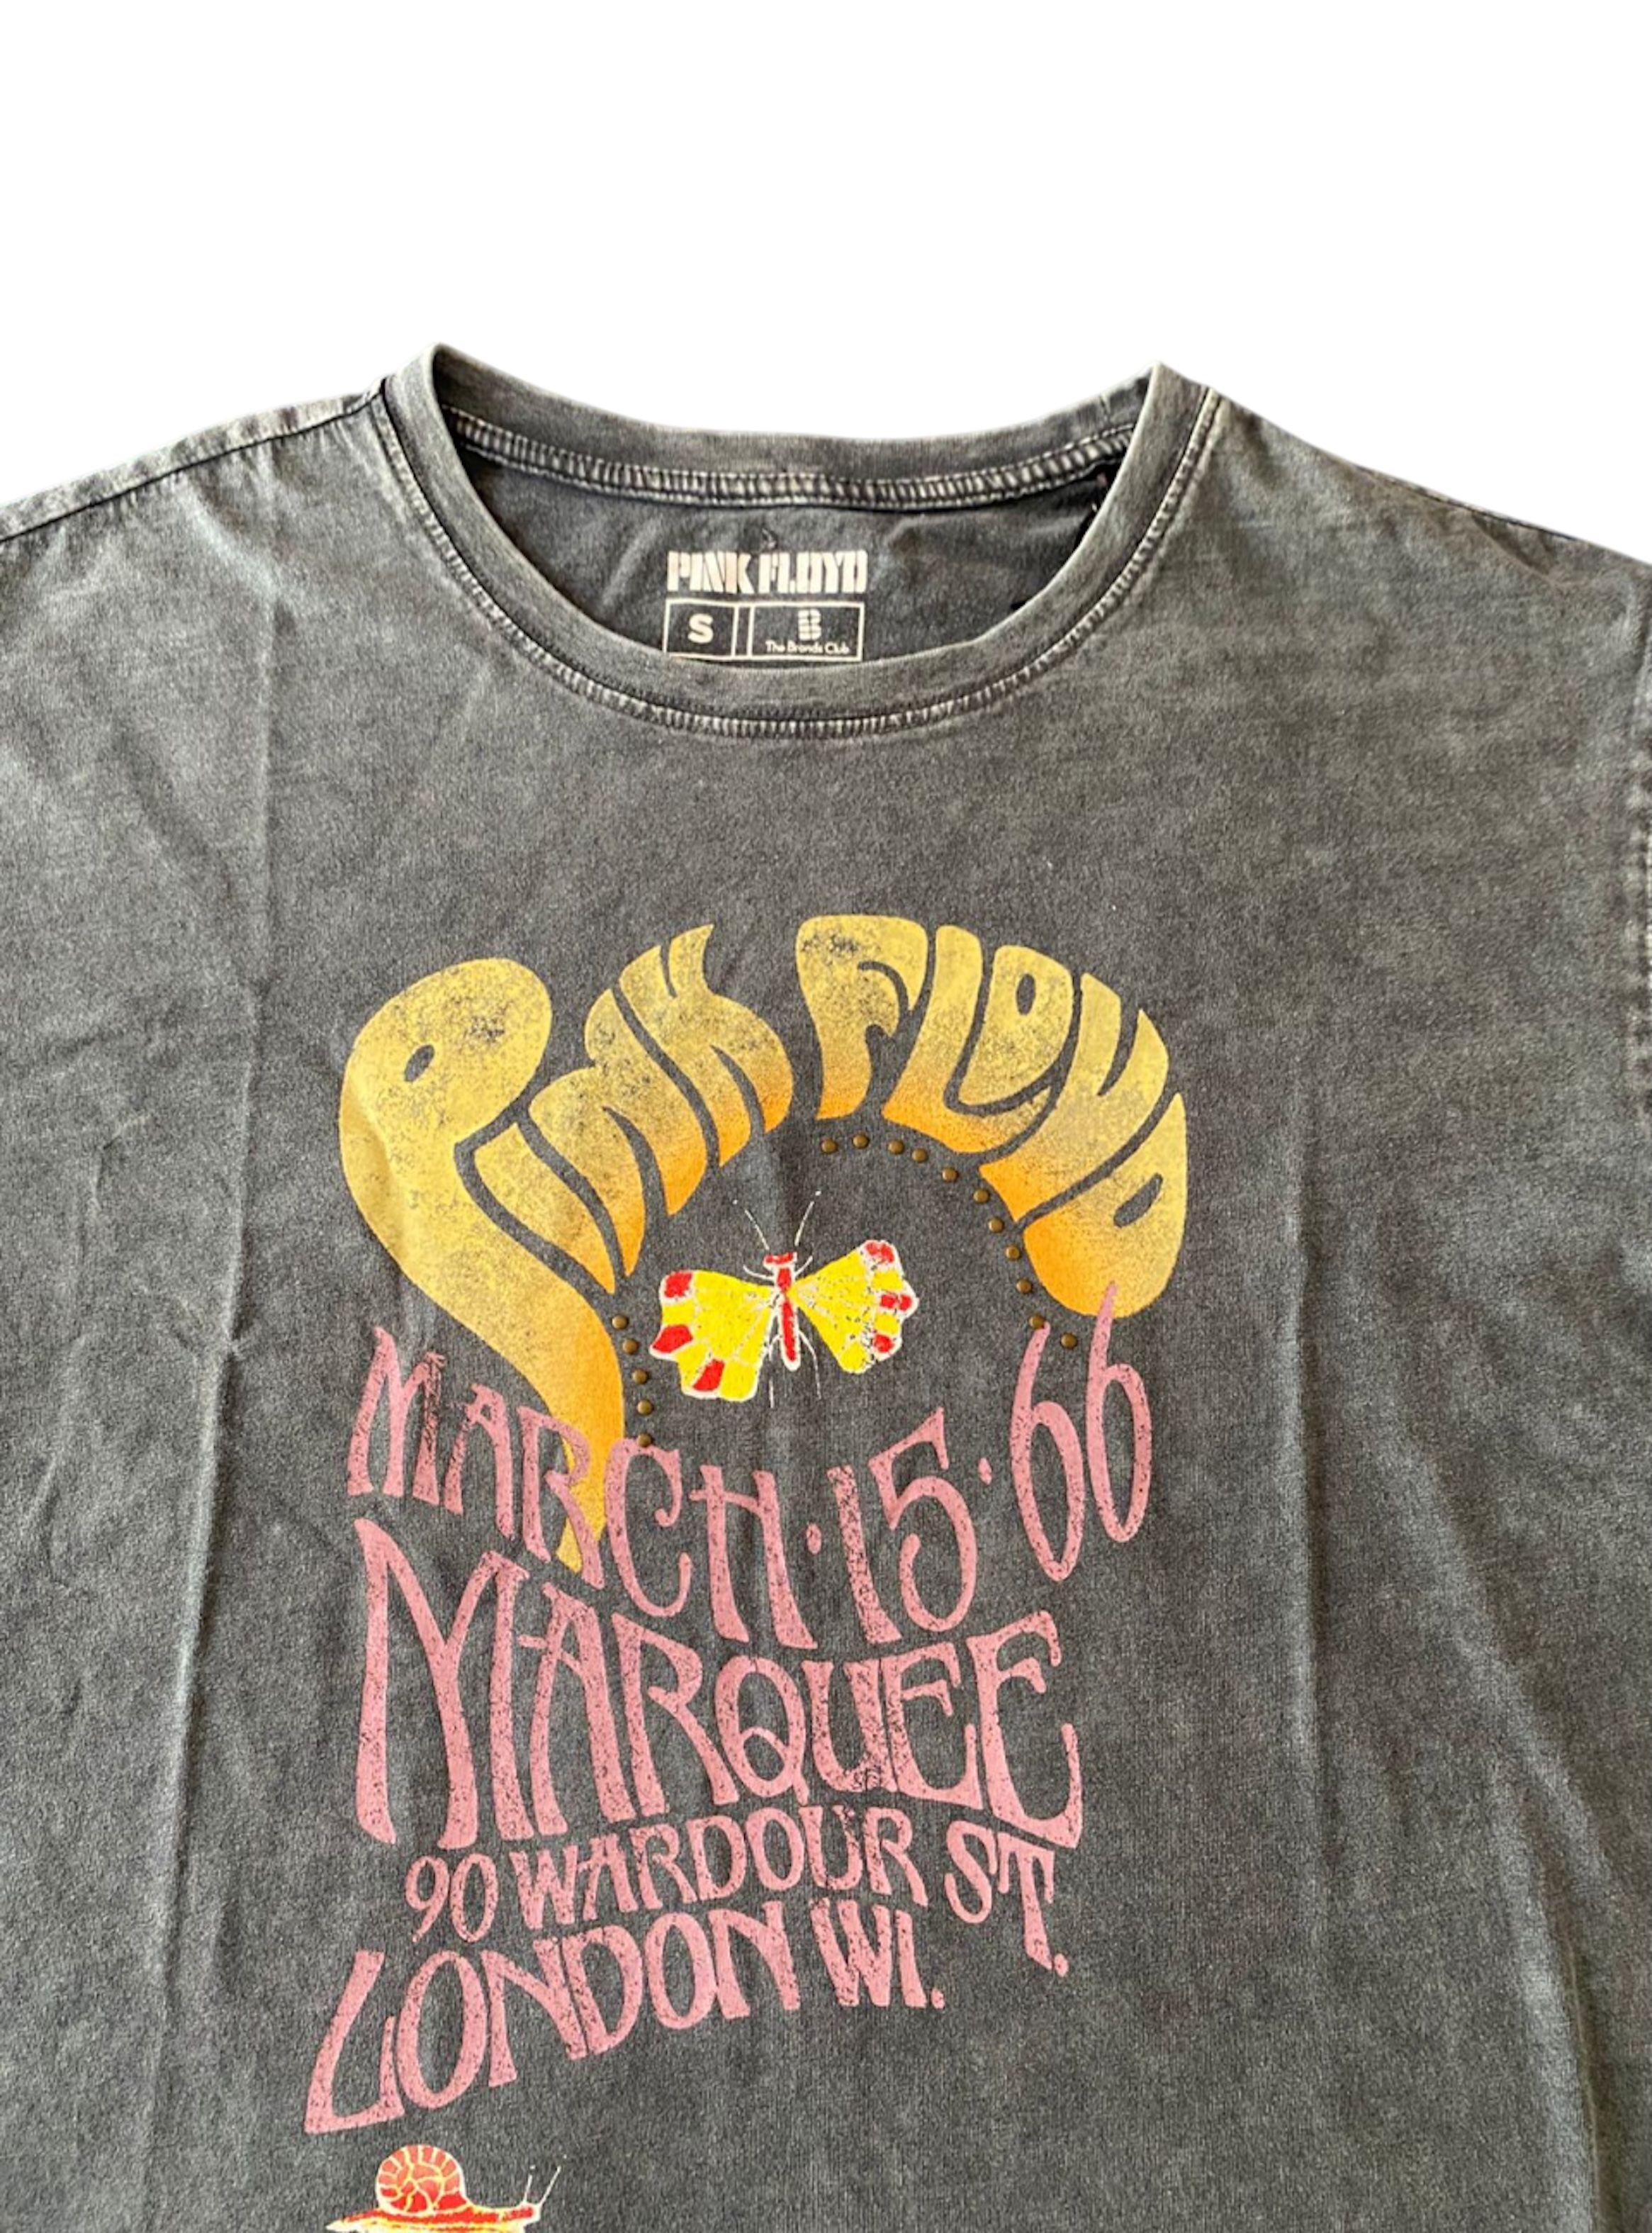 PINK FLOYD
S
The Brands Club
PINK FLOYD
MARCH·15·66
MARQUEE
90 WARDOUR ST.
LONDON W1.